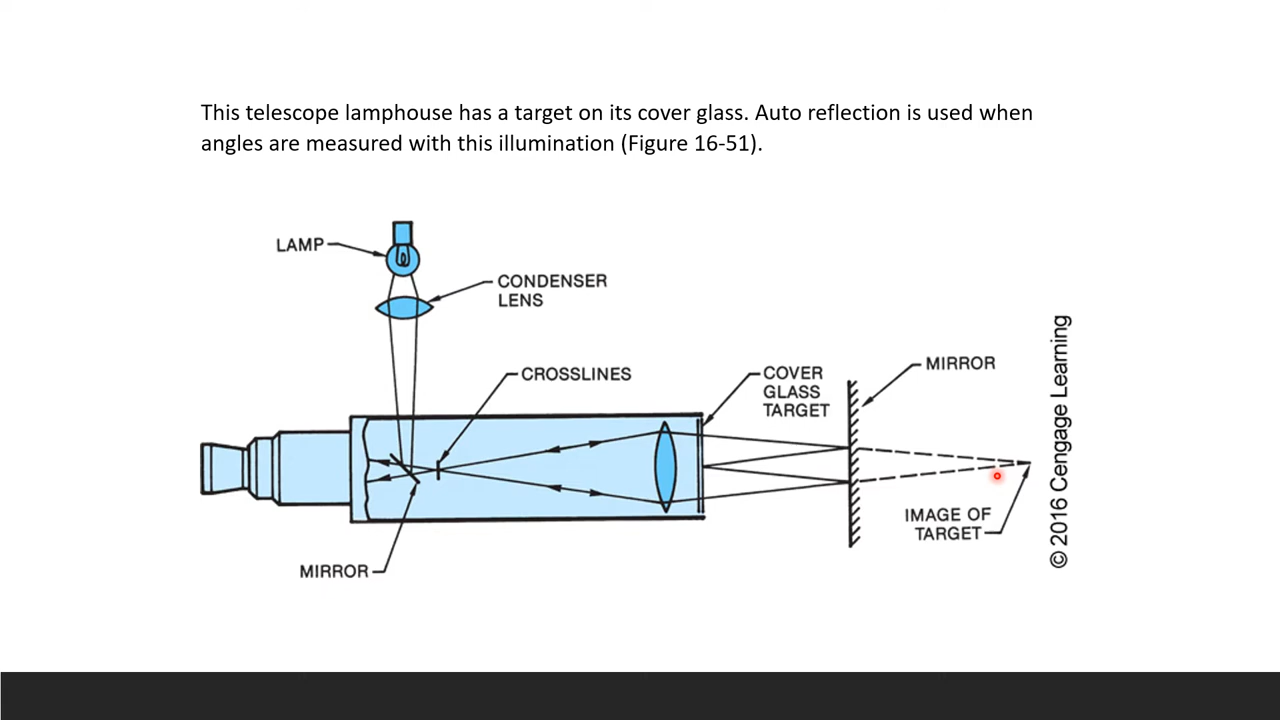 This telescope lamphouse has a target on its cover glass. Auto reflection is used when
angles are measured with this illumination (Figure 16-51).
LAMP
CONDENSER
LENS
CROSSLINES
COVER
GLASS
TARGET
MIRROR
IMAGE OF
TARGET
MIRROR
© 2016 Cengage Learning